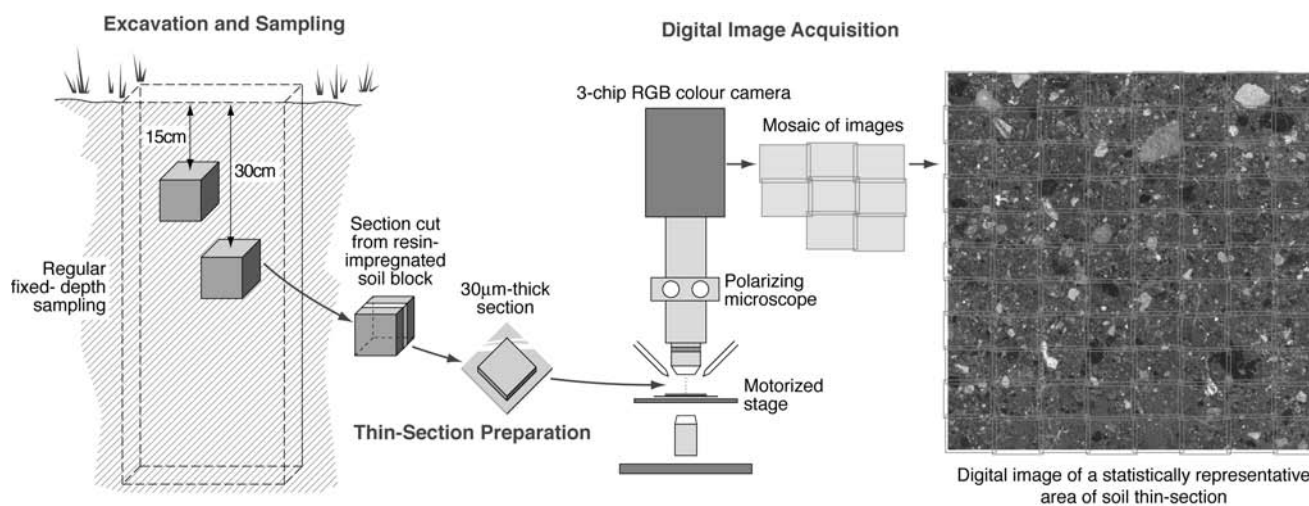 Excavation and Sampling
15cm
30cm
Regular
fixed- depth
sampling
Section cut
from resin-
impregnated
soil block
30μm-thick
section
Thin-Section Preparation
Digital Image Acquisition
3-chip RGB colour camera
Mosaic of images
Polarizing
microscope
Motorized
stage
Digital image of a statistically representative
area of soil thin-section